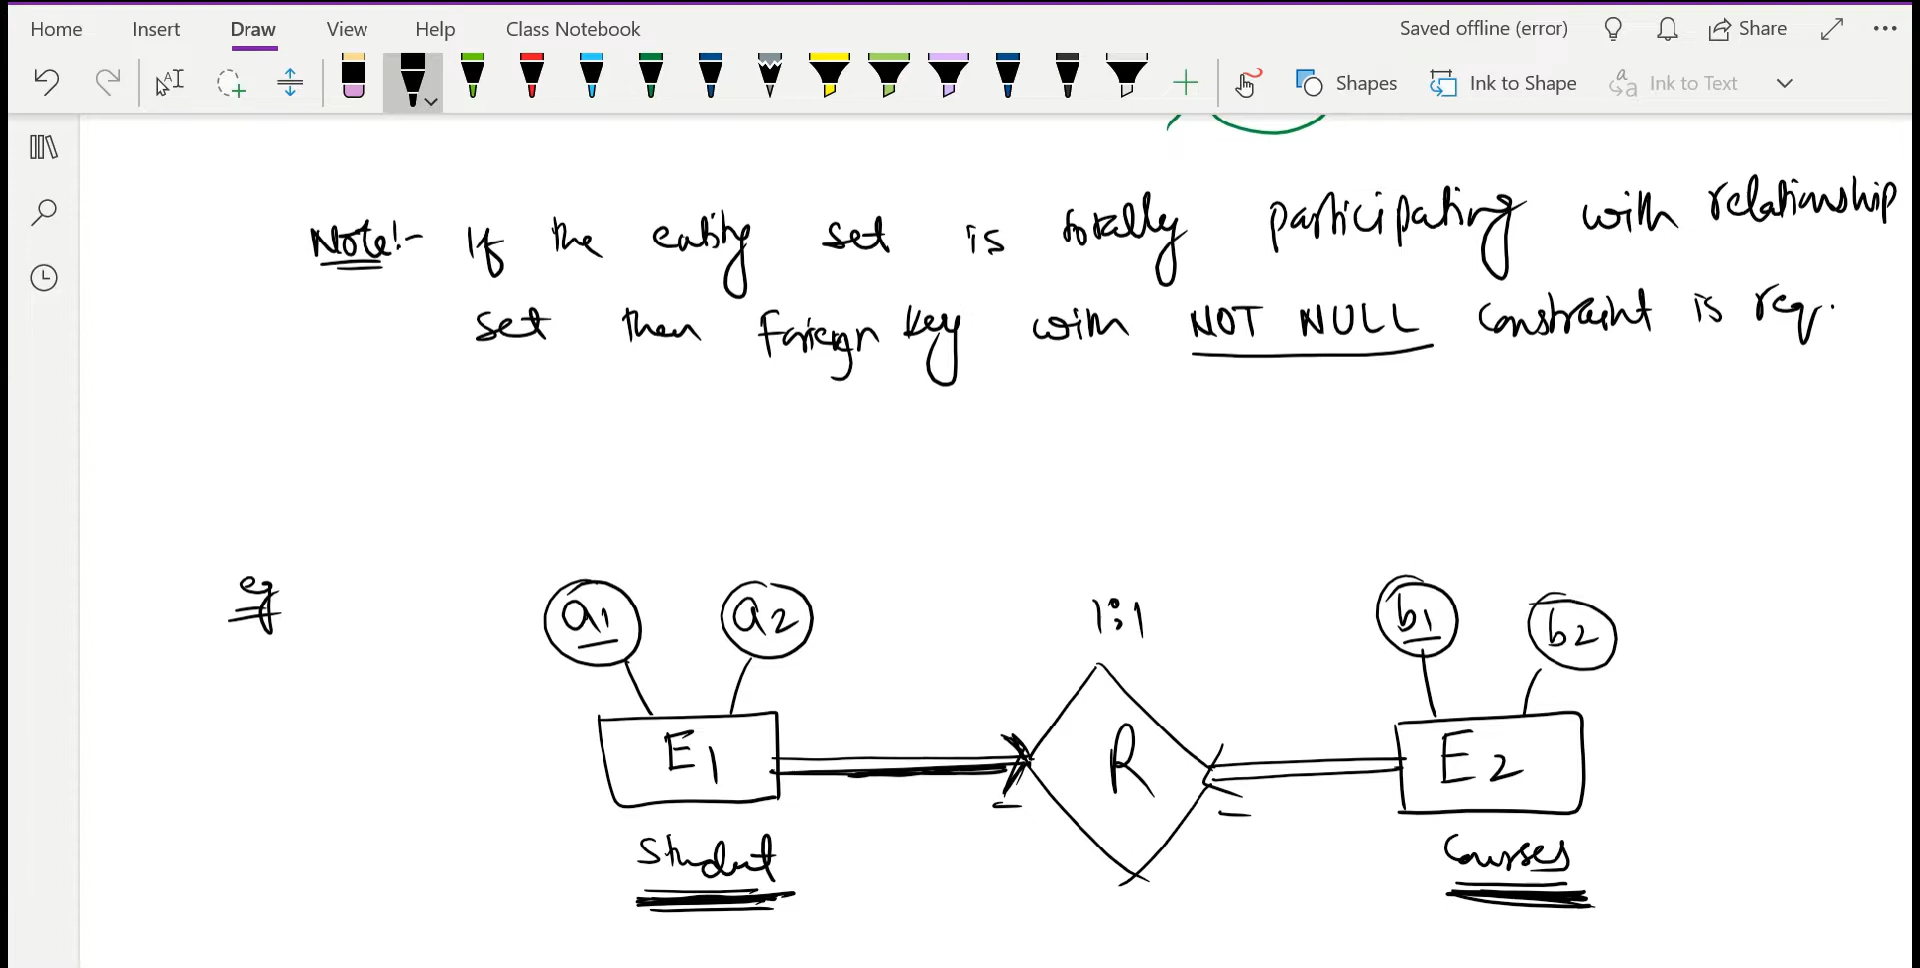 Home Insert Draw View Help Class Notebook Saved offline (error) Share
Shapes Ink to Shape Ink to Text
Note:- If the entity set is totally participating with relationship
set then Foreign key with NOT NULL constraint is req.
eg
a1 a2 1:1 b1 b2
E1 R E2
Student Courses